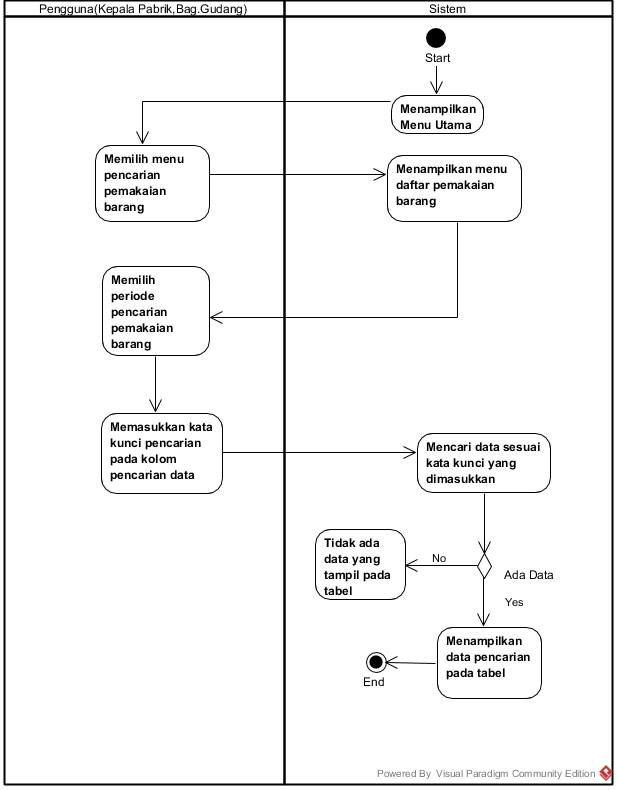 Pengguna(Kepala Pabrik,Bag.Gudang)
Sistem
Start
Menampilkan
Menu Utama
Memilih menu
pencarian
pemakaian
barang
Menampilkan menu
daftar pemakaian
barang
Memilih
periode
pencarian
pemakaian
barang
Memasukkan kata
kunci pencarian
pada kolom
pencarian data
Mencari data sesuai
kata kunci yang
dimasukkan
Tidak ada
data yang
tampil pada
tabel
No
Ada Data
Yes
Menampilkan
data pencarian
pada tabel
End
Powered By Visual Paradigm Community Edition